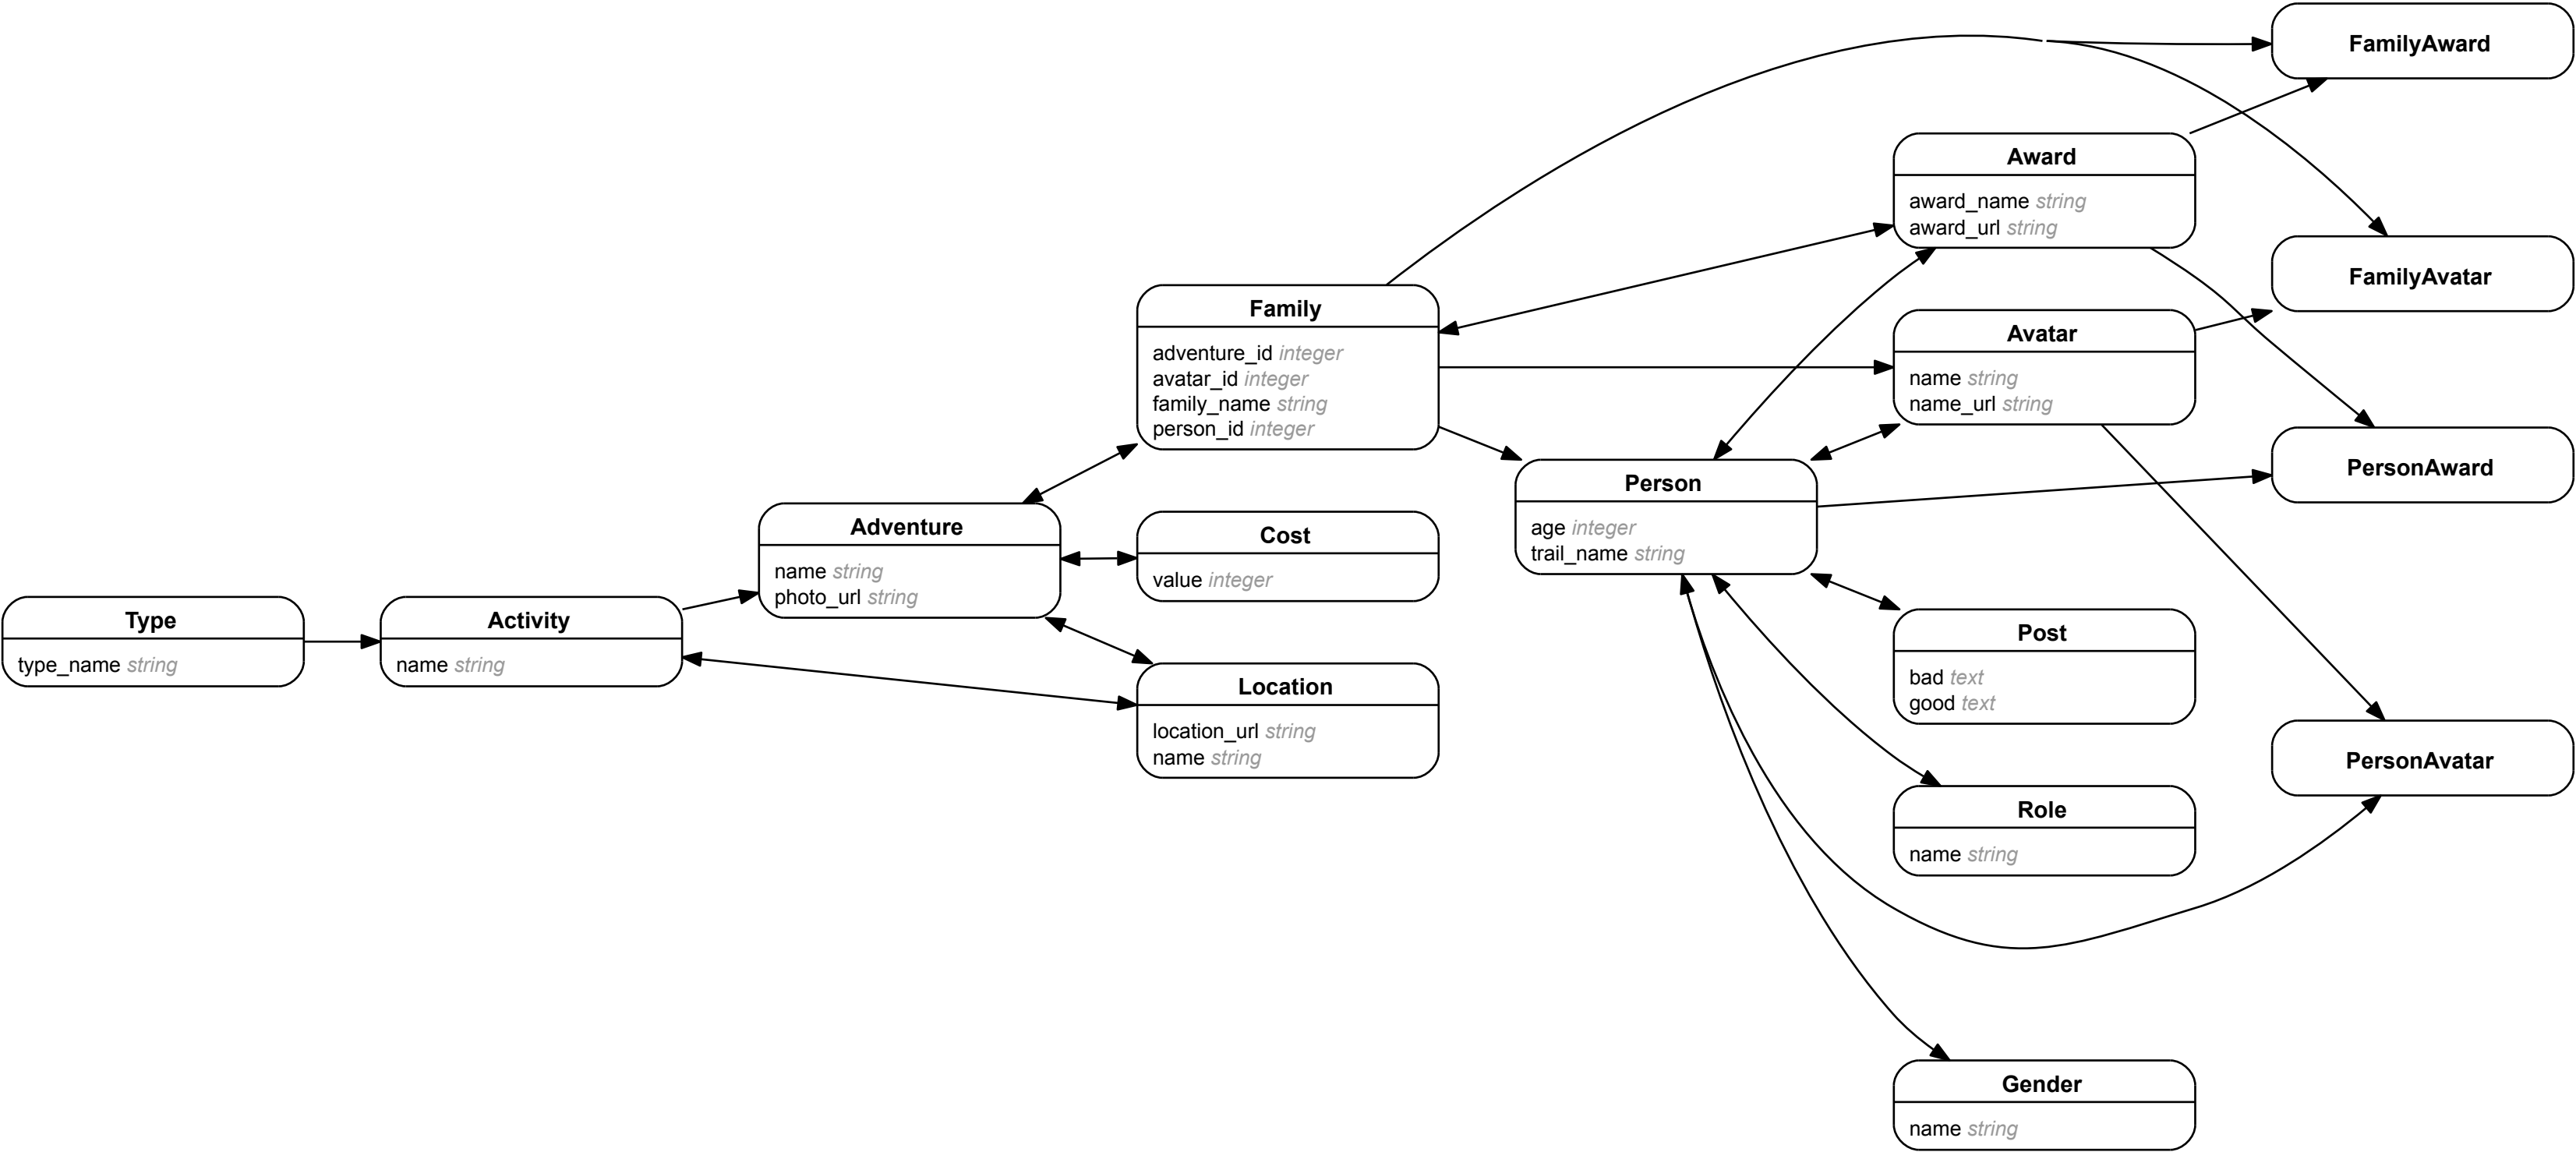 FamilyAward
Award
award_name string
award_url string
FamilyAvatar
Family
adventure_id integer
avatar_id integer
family_name string
person_id integer
Avatar
name string
name_url string
PersonAward
Person
age integer
trail_name string
Adventure
name string
photo_url string
Cost
value integer
Type
type_name string
Activity
name string
Location
location_url string
name string
Post
bad text
good text
PersonAvatar
Role
name string
Gender
name string